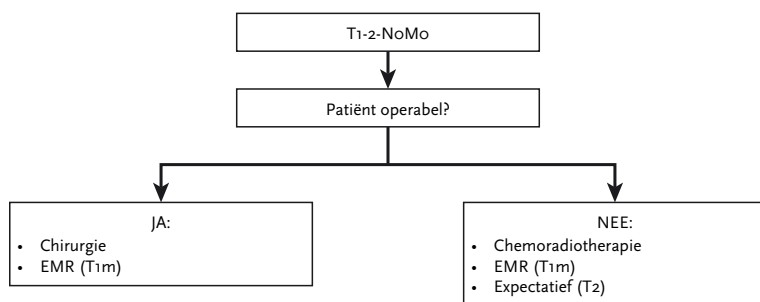 T1-2-N0M0
Patiënt operabel?
JA:
• Chirurgie
• EMR (T1m)
NEE:
• Chemoradiotherapie
• EMR (T1m)
• Expectatief (T2)